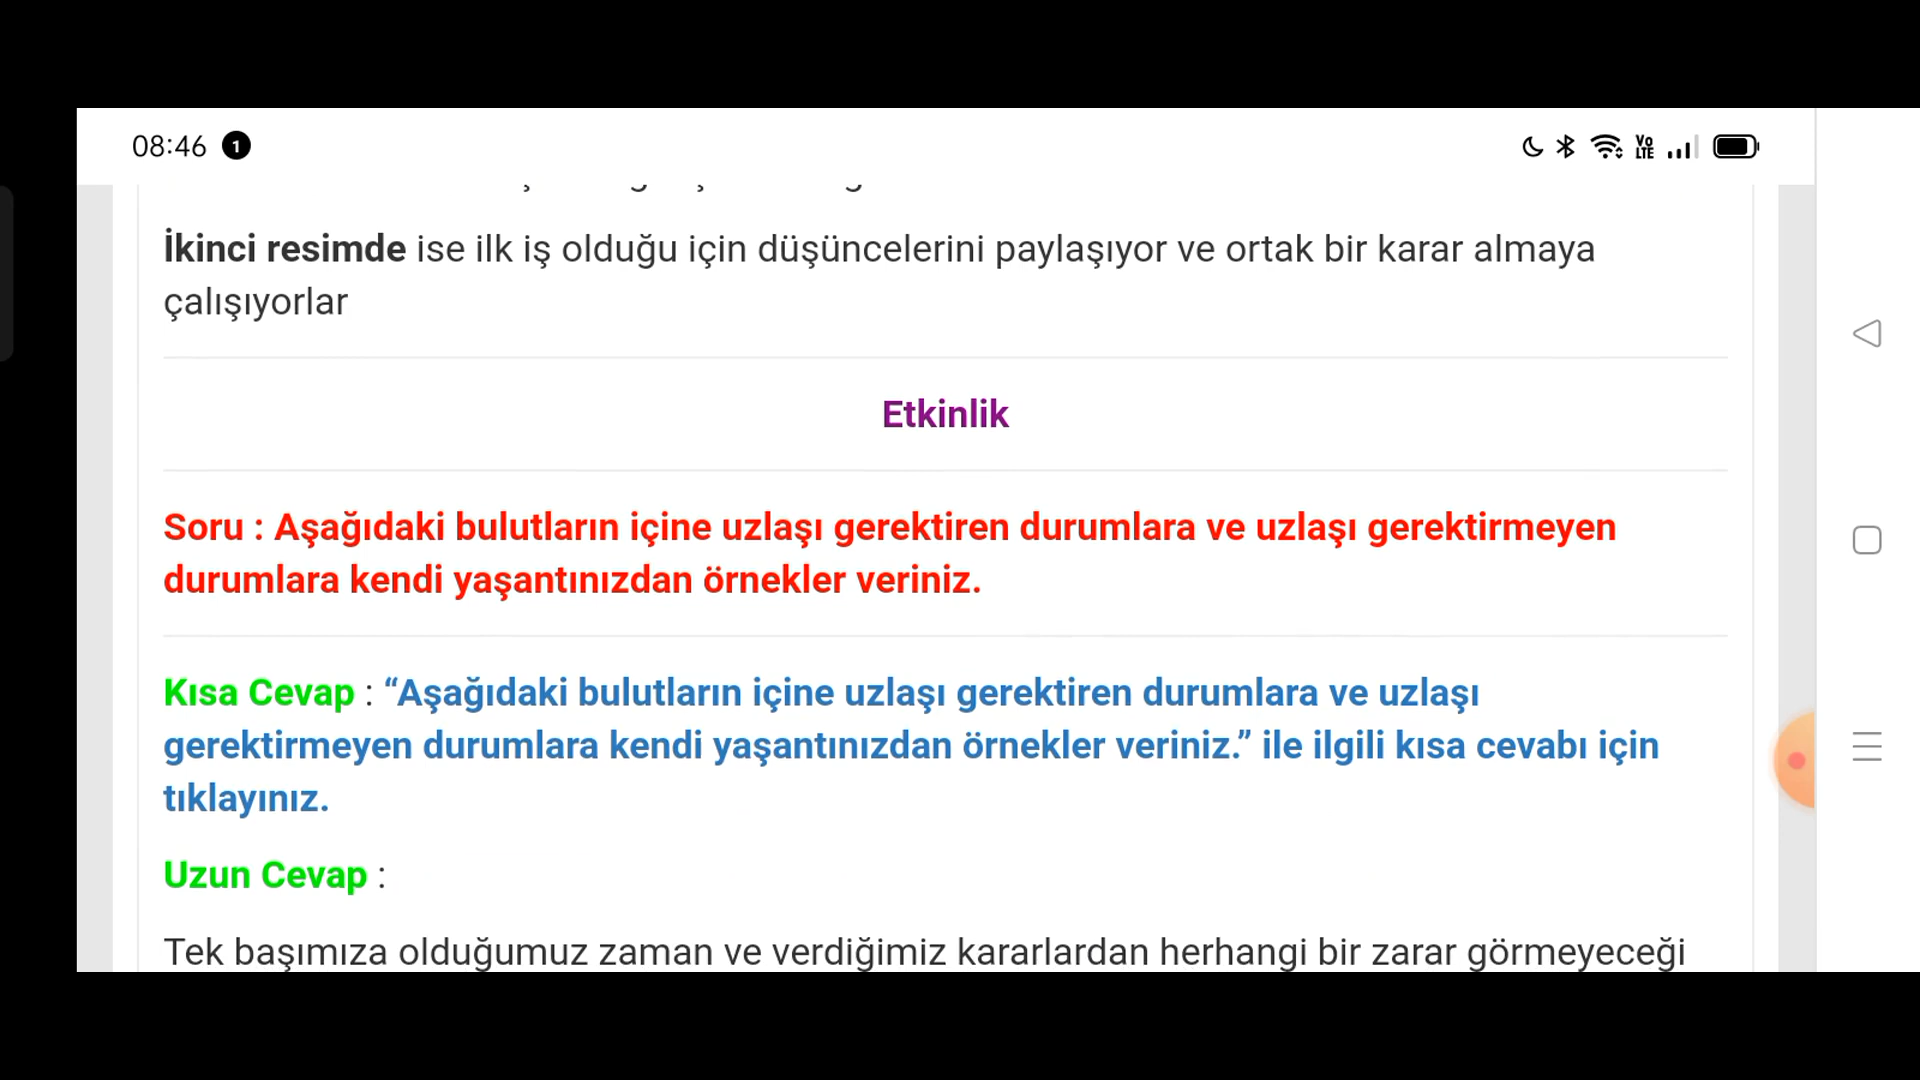 08:46 1
Vo LTE
İkinci resimde ise ilk iş olduğu için düşüncelerini paylaşıyor ve ortak bir karar almaya
çalışıyorlar
Etkinlik
Soru : Aşağıdaki bulutların içine uzlaşı gerektiren durumlara ve uzlaşı gerektirmeyen
durumlara kendi yaşantınızdan örnekler veriniz.
Kısa Cevap : “Aşağıdaki bulutların içine uzlaşı gerektiren durumlara ve uzlaşı
gerektirmeyen durumlara kendi yaşantınızdan örnekler veriniz.” ile ilgili kısa cevabı için
tıklayınız.
Uzun Cevap :
Tek başımıza olduğumuz zaman ve verdiğimiz kararlardan herhangi bir zarar görmeyeceği